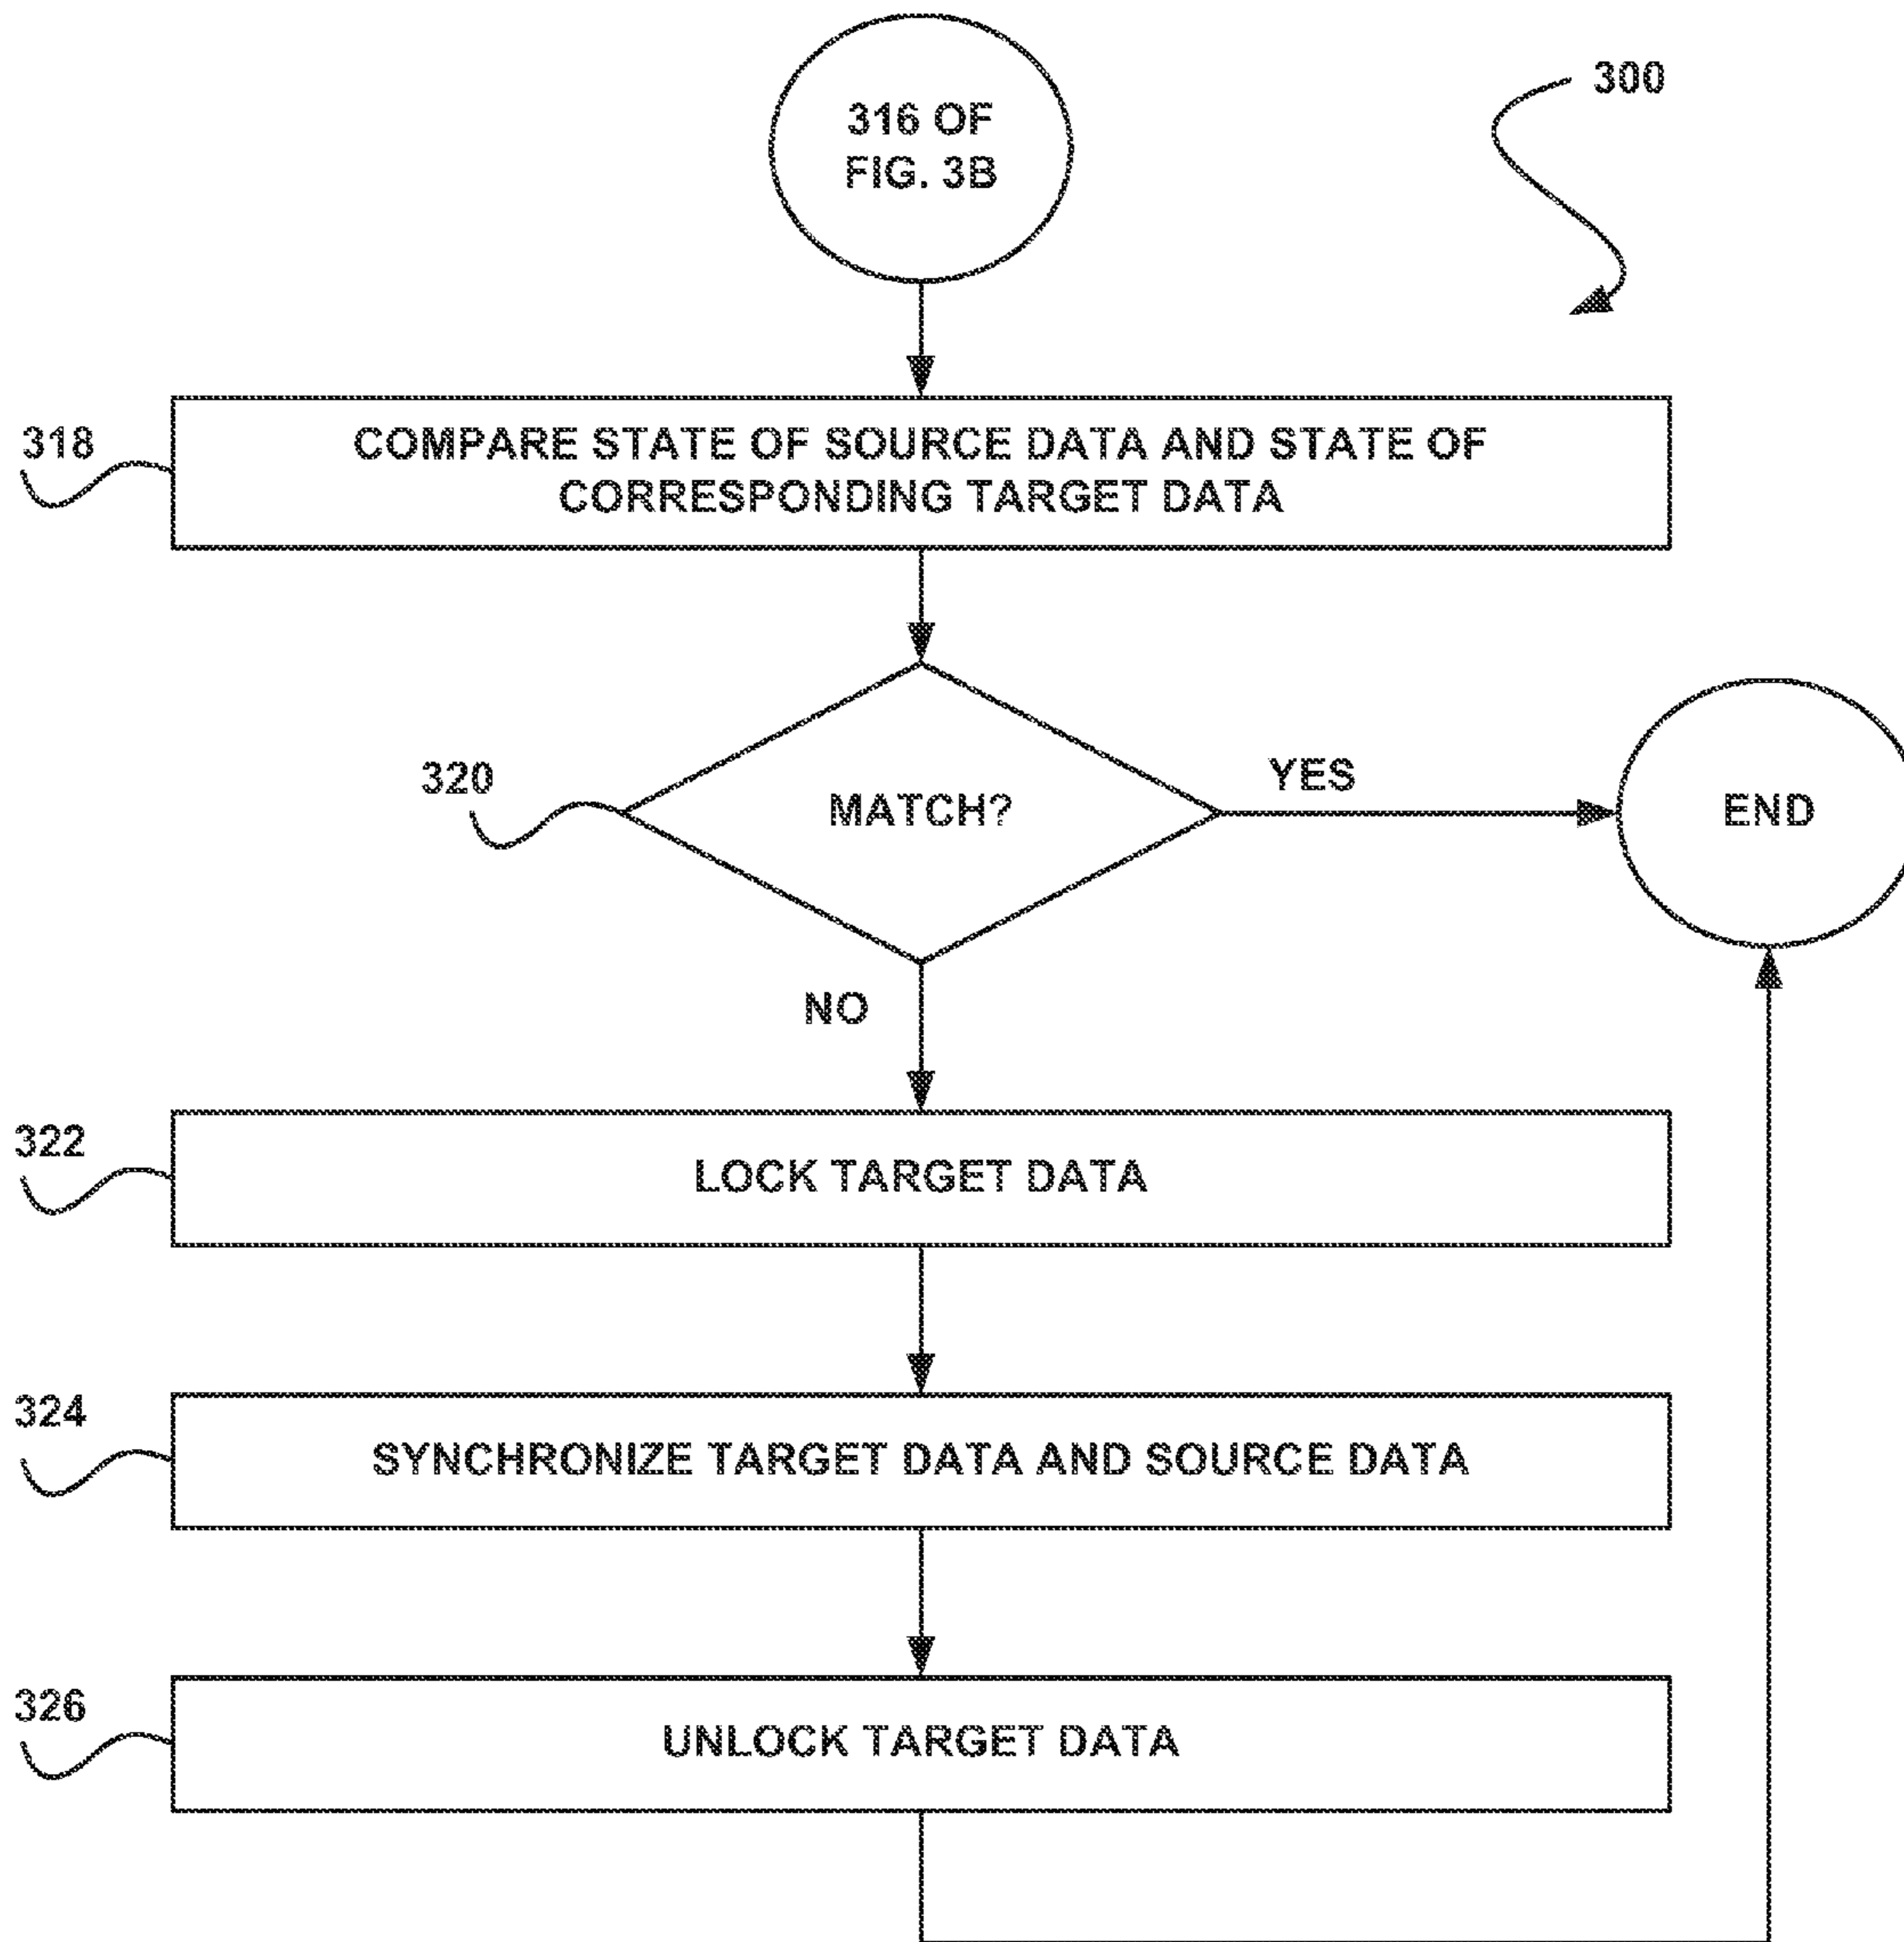 316 OF
FIG. 3B
300
318
COMPARE STATE OF SOURCE DATA AND STATE OF
CORRESPONDING TARGET DATA
320
MATCH?
YES
END
NO
322
LOCK TARGET DATA
324
SYNCHRONIZE TARGET DATA AND SOURCE DATA
326
UNLOCK TARGET DATA